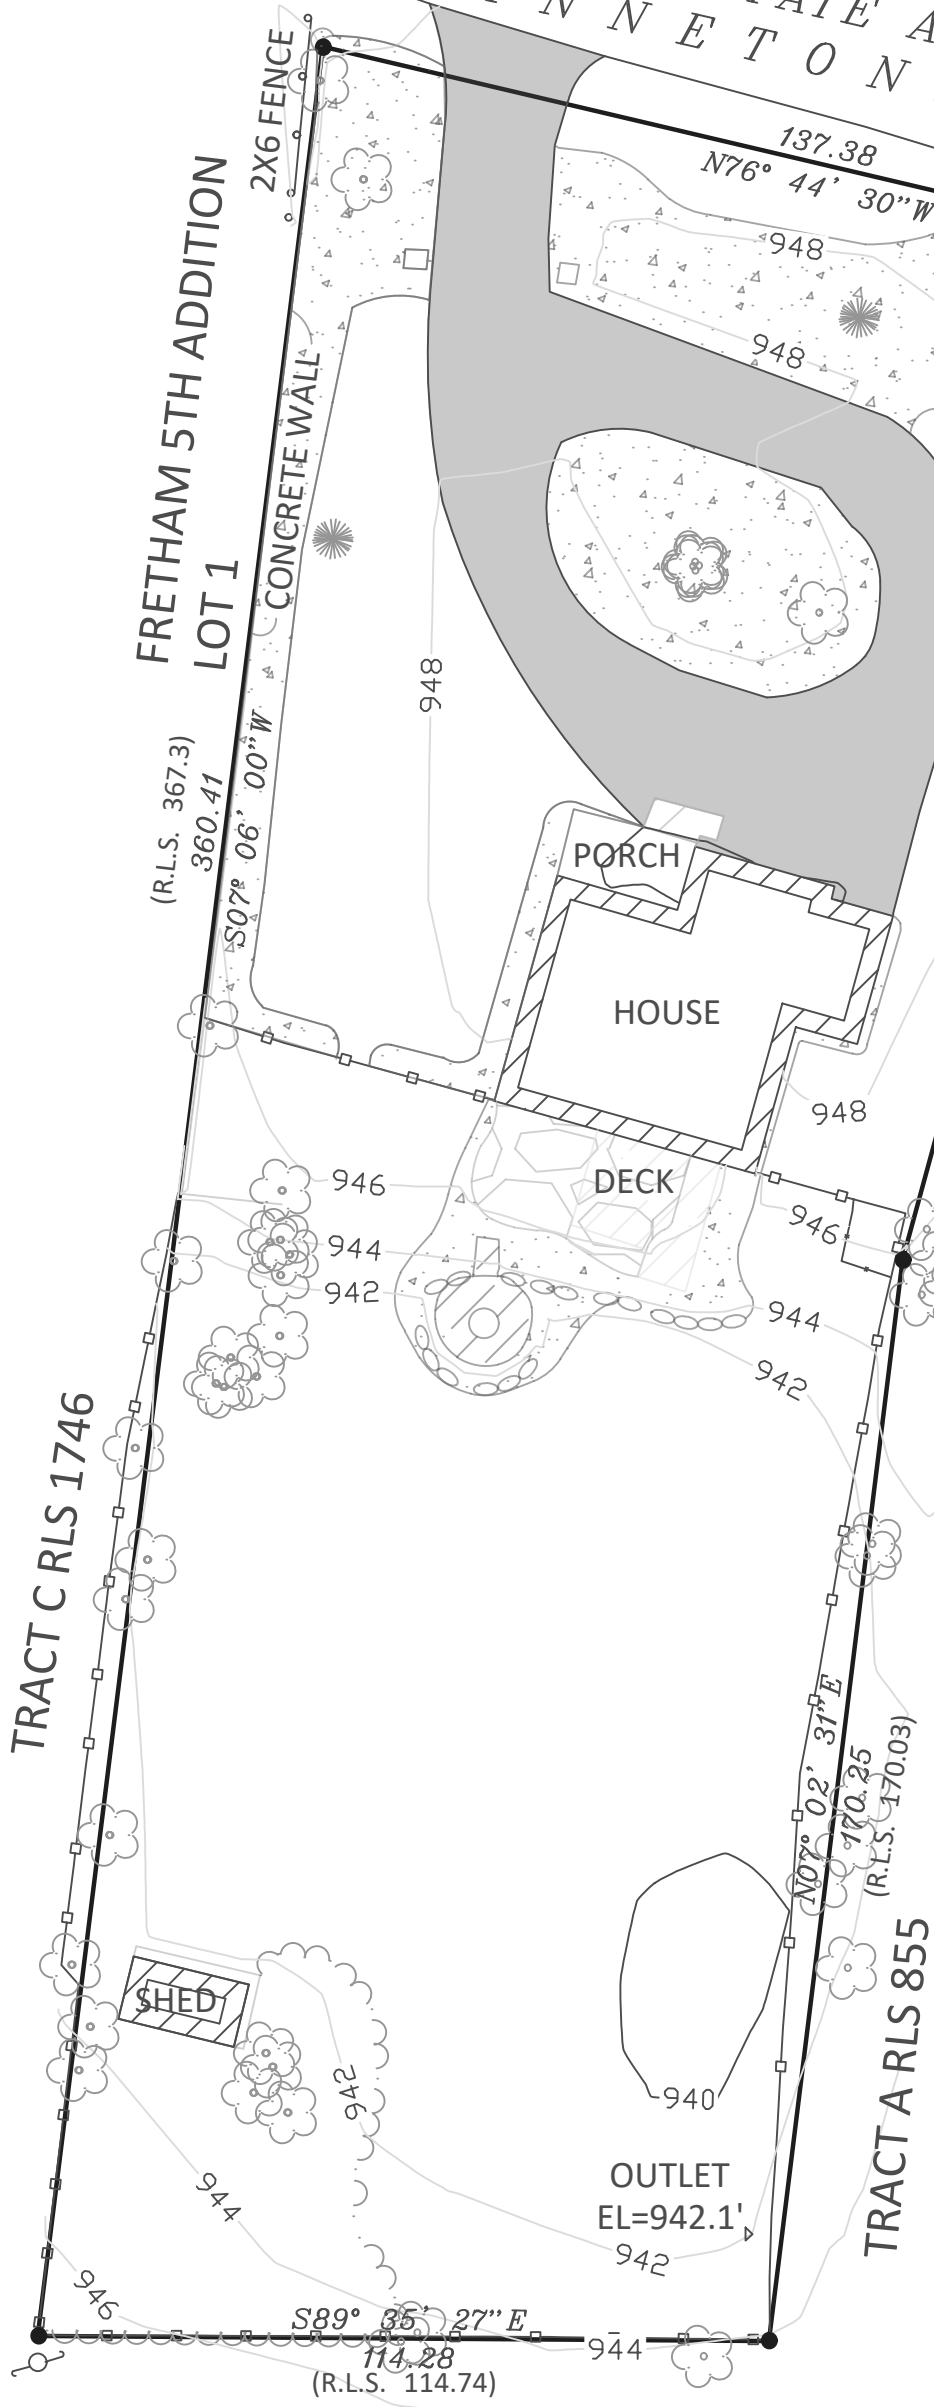 NNETON
2X6 FENCE
137.38
N76° 44' 30"W
948
948
FRETHAM 5TH ADDITION
LOT 1
CONCRETE WALL
948
(R.L.S. 367.3)
360.41
S07° 06' 00"W
PORCH
HOUSE
948
946
DECK
946
944
942
944
942
TRACT C RLS 1746
N07° 02' 31"E
170.25
(R.L.S. 170.03)
TRACT A RLS 855
SHED
942
940
OUTLET
EL=942.1'
942
944
946
S89° 35' 27"E
114.28
(R.L.S. 114.74)
944